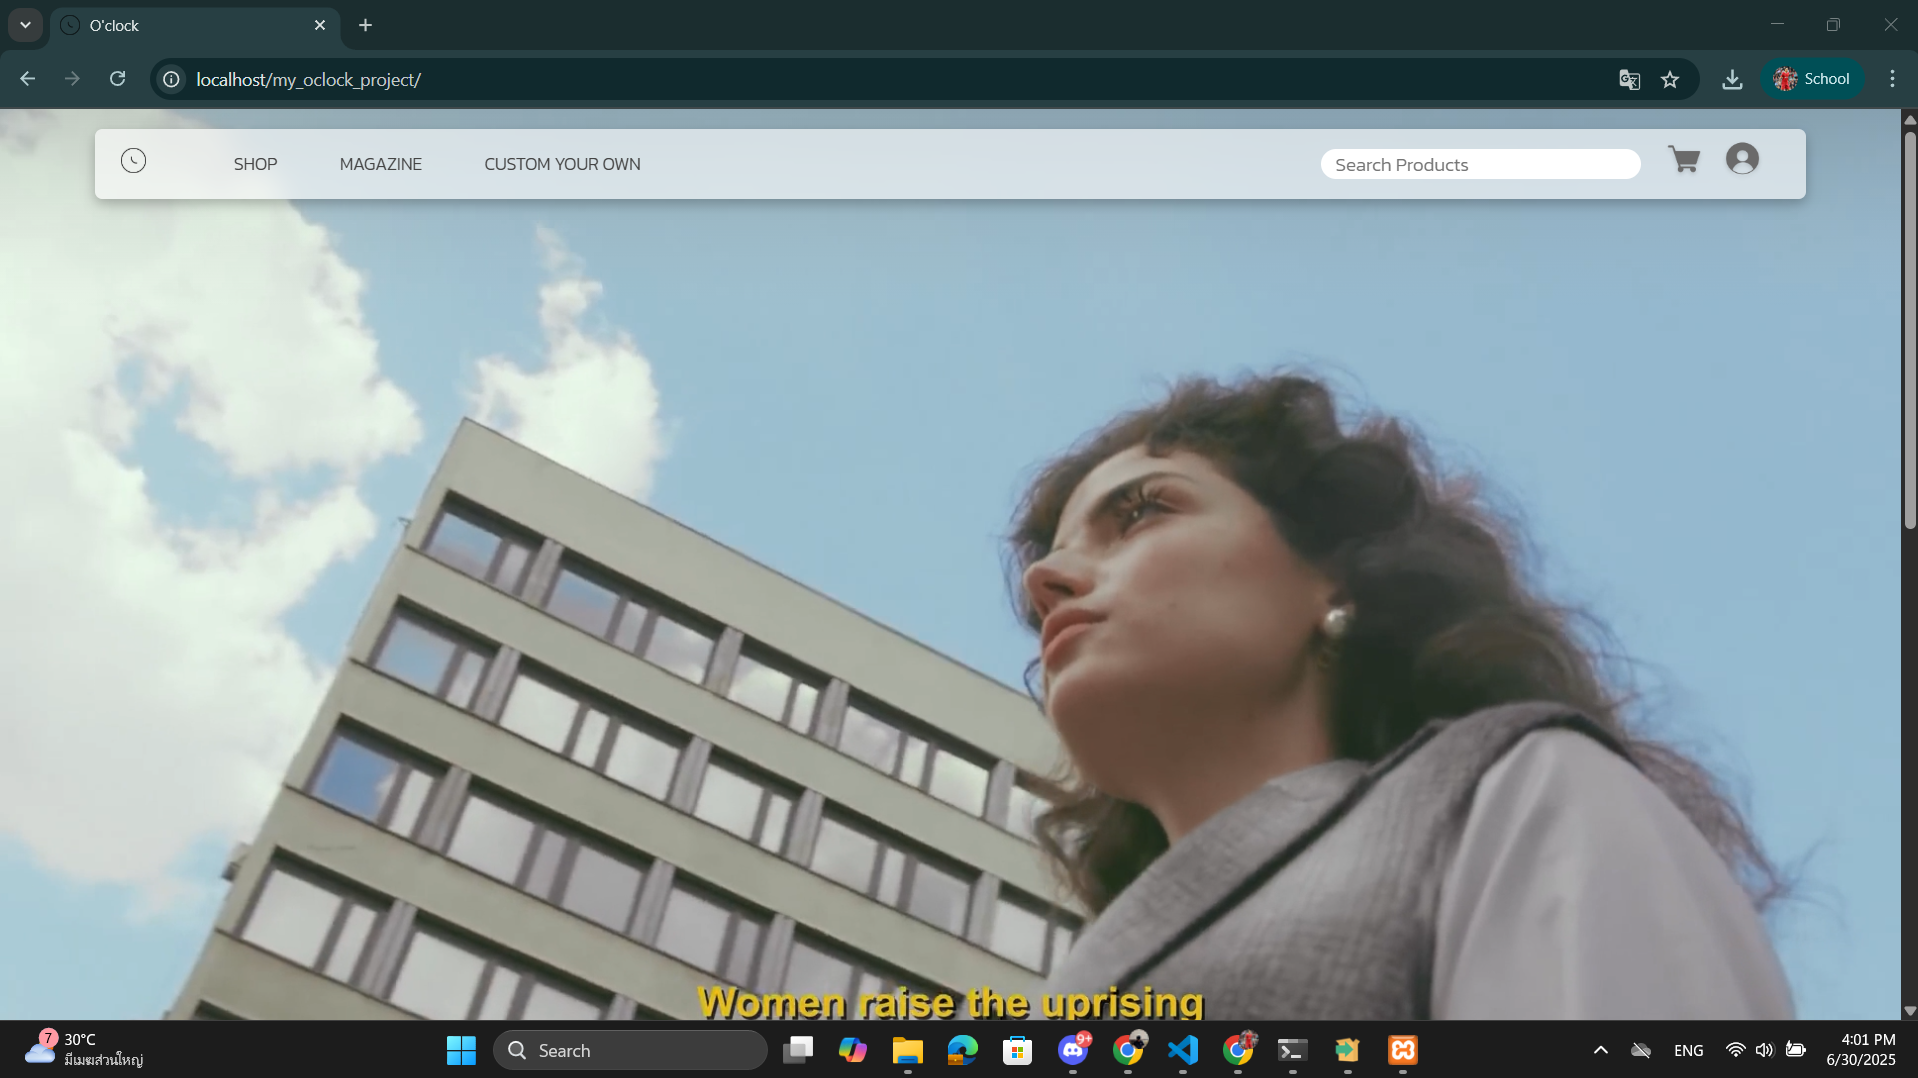 O'clock
localhost/my_oclock_project/
School
SHOP
MAGAZINE
CUSTOM YOUR OWN
Search Products
Women raise the uprising
7
30°C
มีเมฆส่วนใหญ่
Search
9+
ENG
4:01 PM
6/30/2025